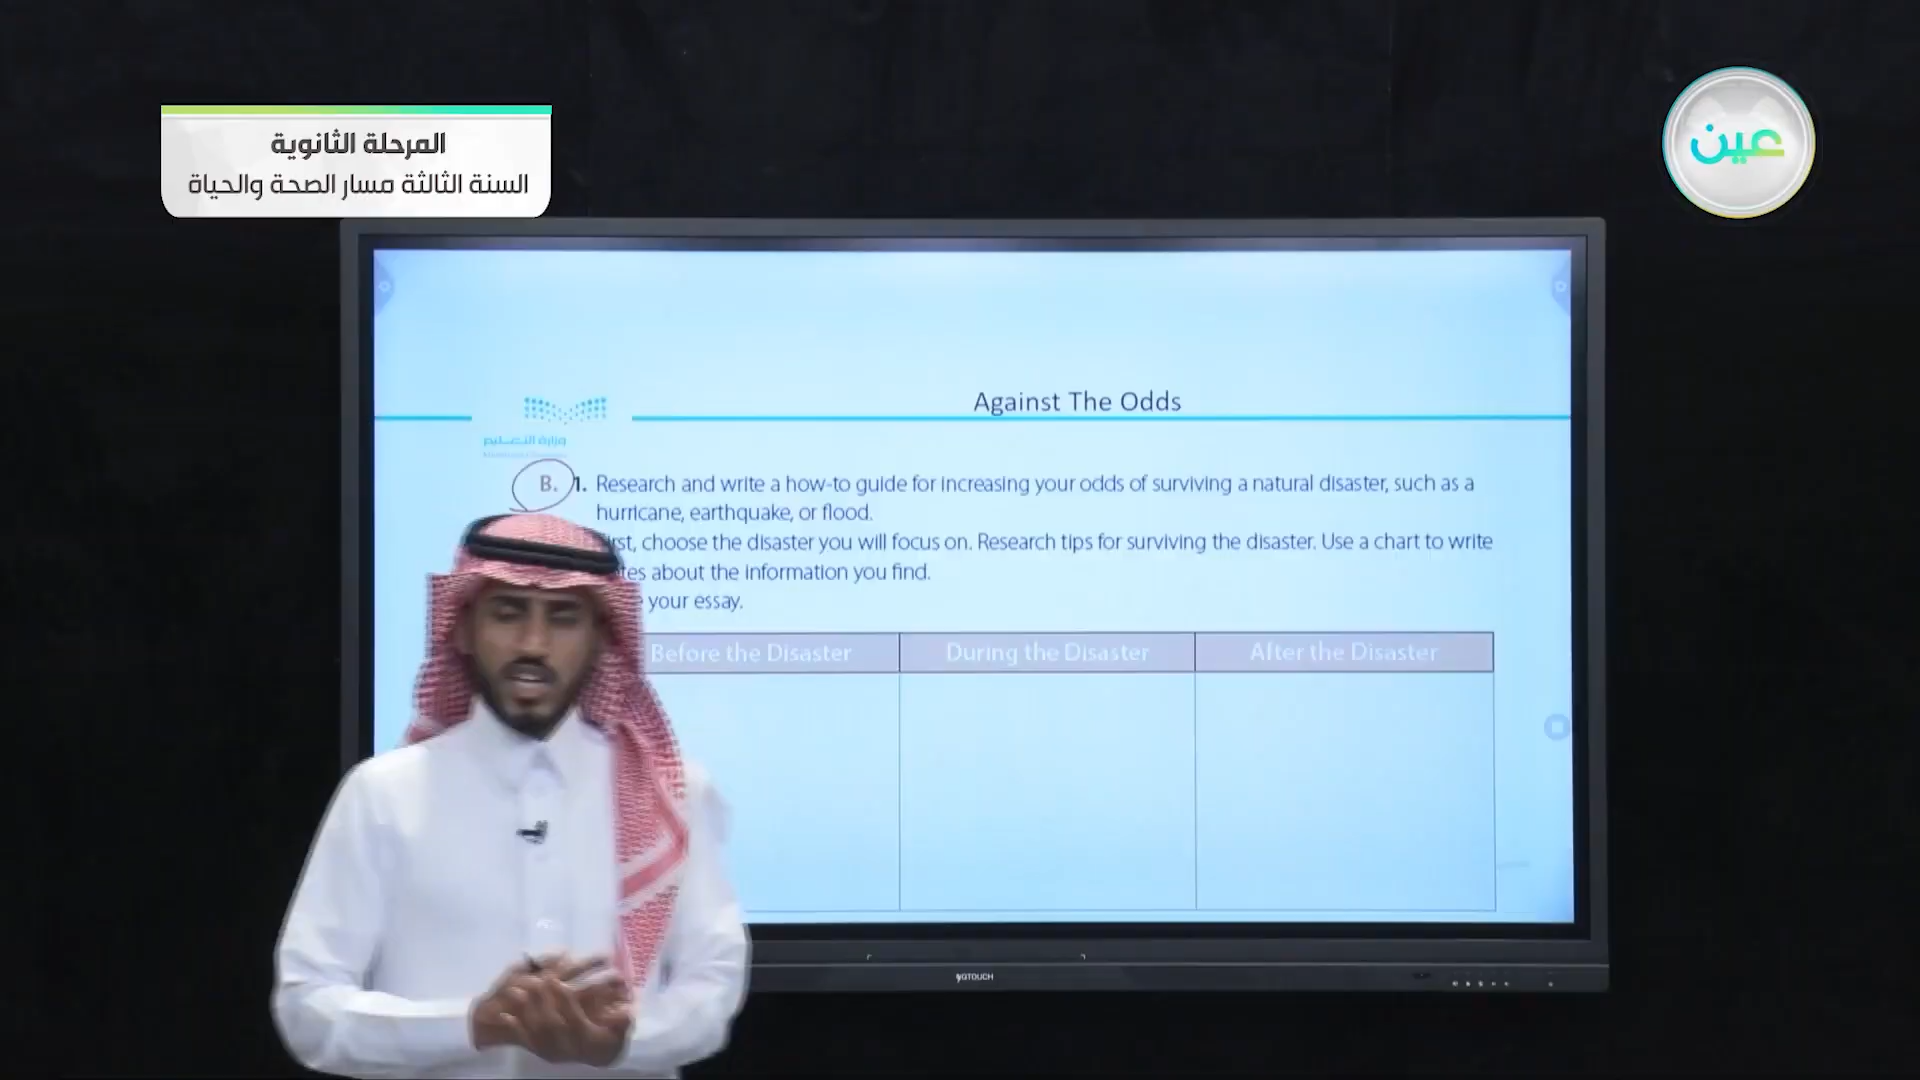 المرحلة الثانوية
السنة الثالثة مسار الصحة والحياة
عين
Against The Odds
وزارة التعليم
B. 1. Research and write a how-to guide for increasing your odds of surviving a natural disaster, such as a
hurricane, earthquake, or flood.
choose the disaster you will focus on. Research tips for surviving the disaster. Use a chart to write
about the information you find.
your essay.
Before the Disaster
During the Disaster
After the Disaster